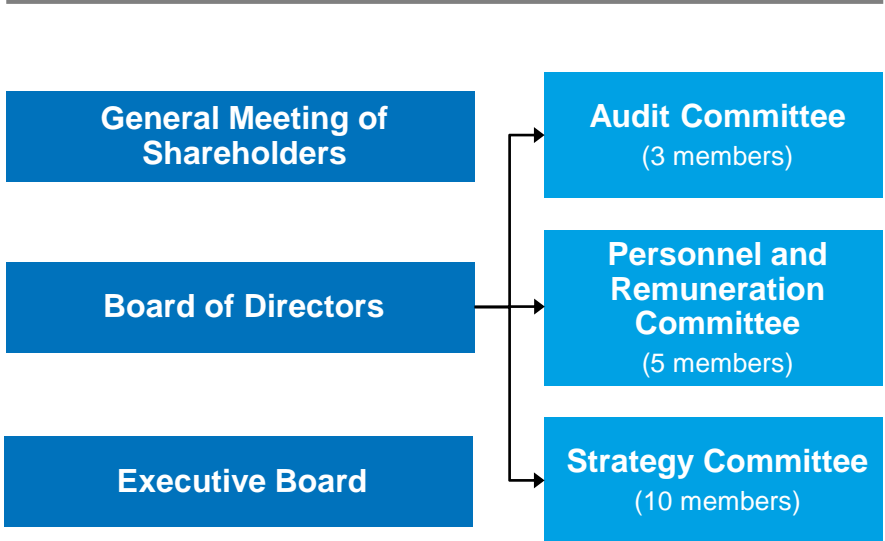 General Meeting of
Shareholders
Board of Directors
Executive Board
Audit Committee
(3 members)
Personnel and
Remuneration
Committee
(5 members)
Strategy Committee
(10 members)